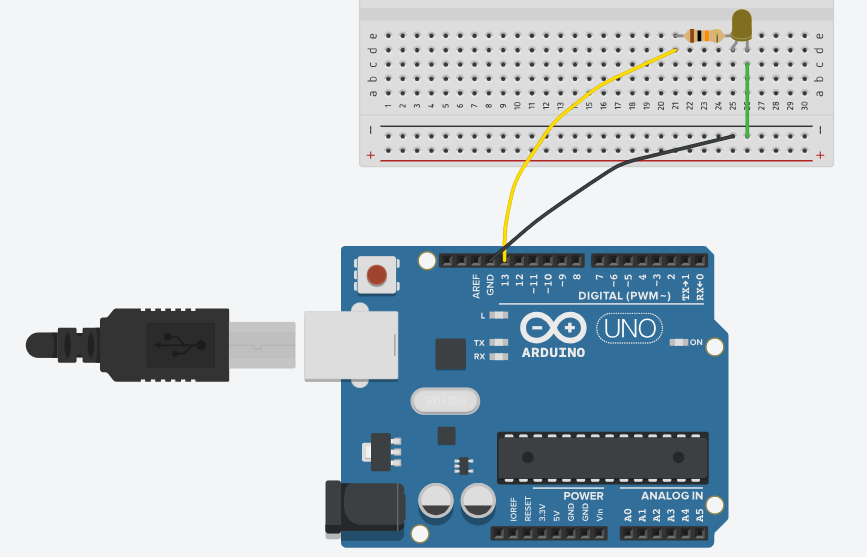 e e
d d
c c
b b
a a
1 2 3 4 5 6 7 8 9 10 11 12 13 14 15 16 17 18 19 20 21 22 23 24 25 26 27 28 29 30
− −
+ +
AREF GND 13 12 ~11 ~10 ~9 8 7 ~6 ~5 4 ~3 2 TX→1 RX←0
DIGITAL (PWM~)
L
TX
RX
UNO
ON
ARDUINO
POWER
ANALOG IN
IOREF RESET 3.3V 5V GND GND Vin A0 A1 A2 A3 A4 A5